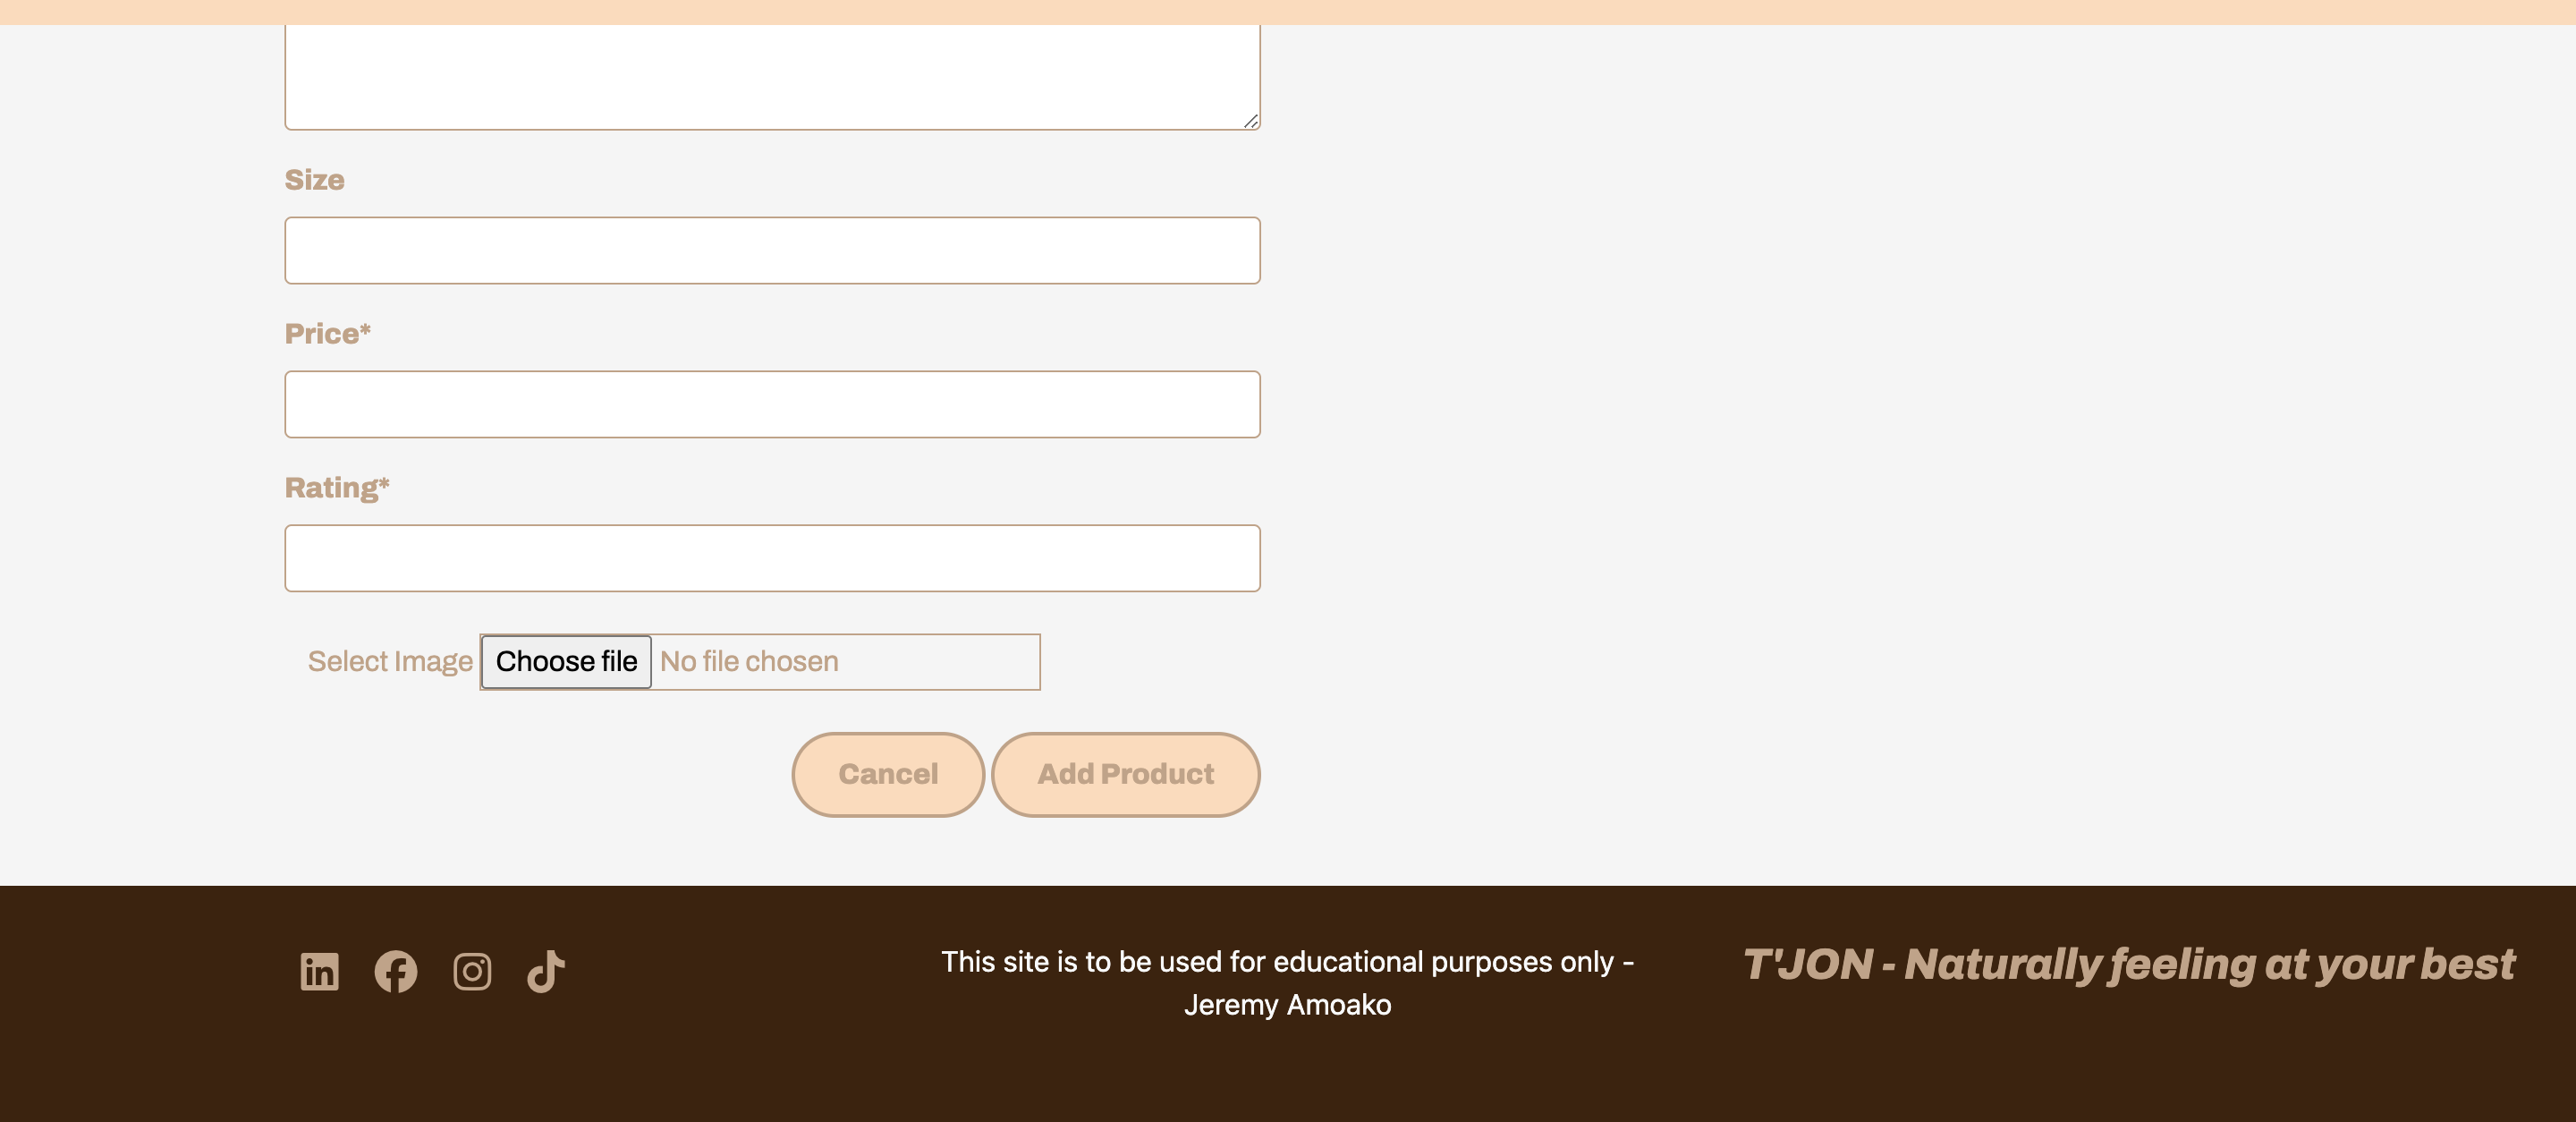 Size
Price*
Rating*
Select Image Choose file No file chosen
Cancel Add Product
This site is to be used for educational purposes only -
Jeremy Amoako
T'JON - Naturally feeling at your best